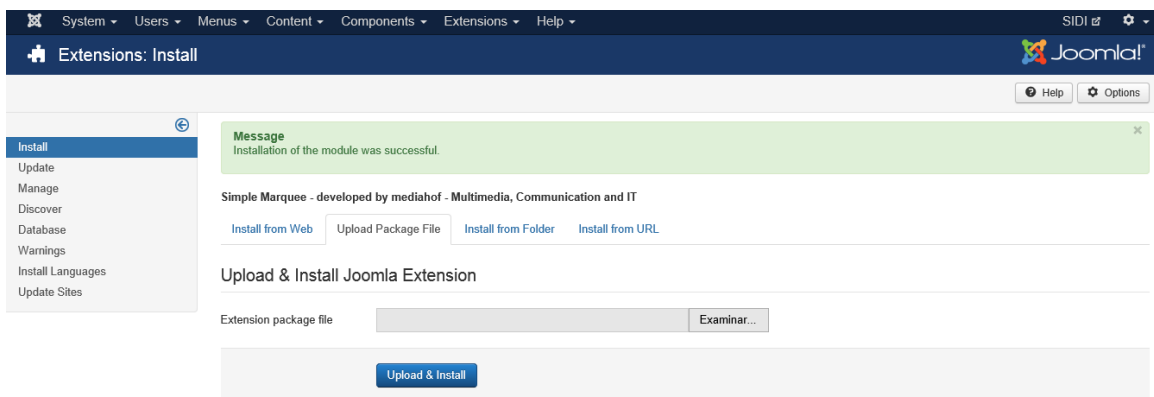 System Users Menus Content Components Extensions Help SIDI
Extensions: Install Joomla!
Help Options
Install
Update
Manage
Discover
Database
Warnings
Install Languages
Update Sites
Message
Installation of the module was successful.
Simple Marquee - developed by mediahof - Multimedia, Communication and IT
Install from Web Upload Package File Install from Folder Install from URL
Upload & Install Joomla Extension
Extension package file Examinar...
Upload & Install